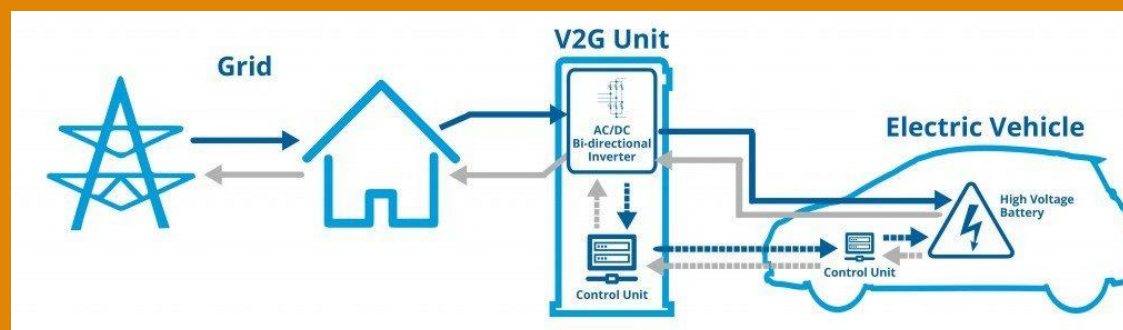 Grid
V2G Unit
AC/DC
Bi-directional
Inverter
Control Unit
Electric Vehicle
High Voltage
Battery
Control Unit